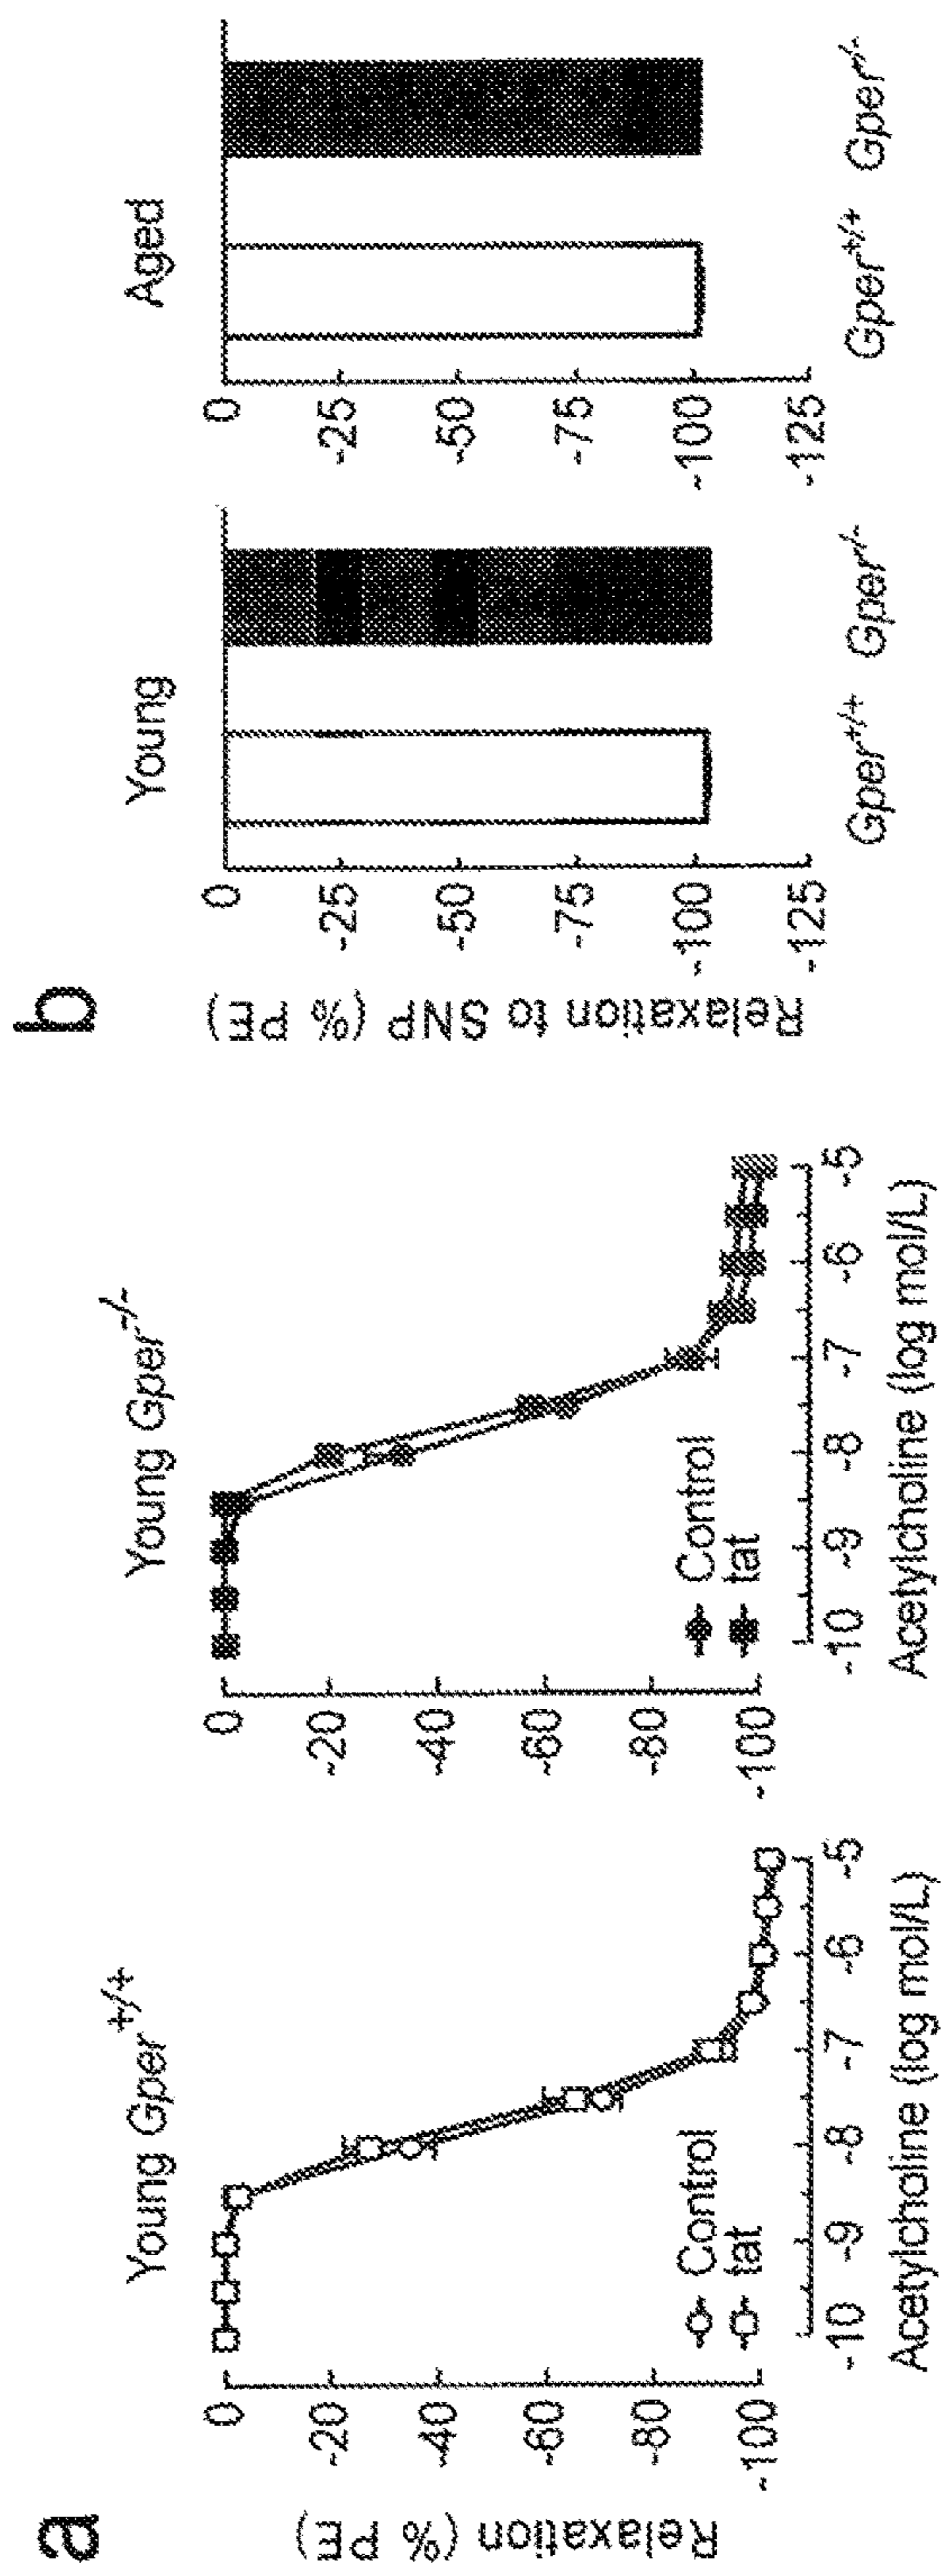 a
Young Gper+/+
Relaxation (% PE)
0
-20
-40
-60
-80
-100
Control
tat
-10 -9 -8 -7 -6 -5
Acetylcholine (log mol/L)
Young Gper-/-
0
-20
-40
-60
-80
-100
Control
tat
-10 -9 -8 -7 -6 -5
Acetylcholine (log mol/L)
b
Young
Relaxation to SNP (% PE)
0
-25
-50
-75
-100
-125
Gper+/+ Gper-/-
Aged
0
-25
-50
-75
-100
-125
Gper+/+ Gper-/-